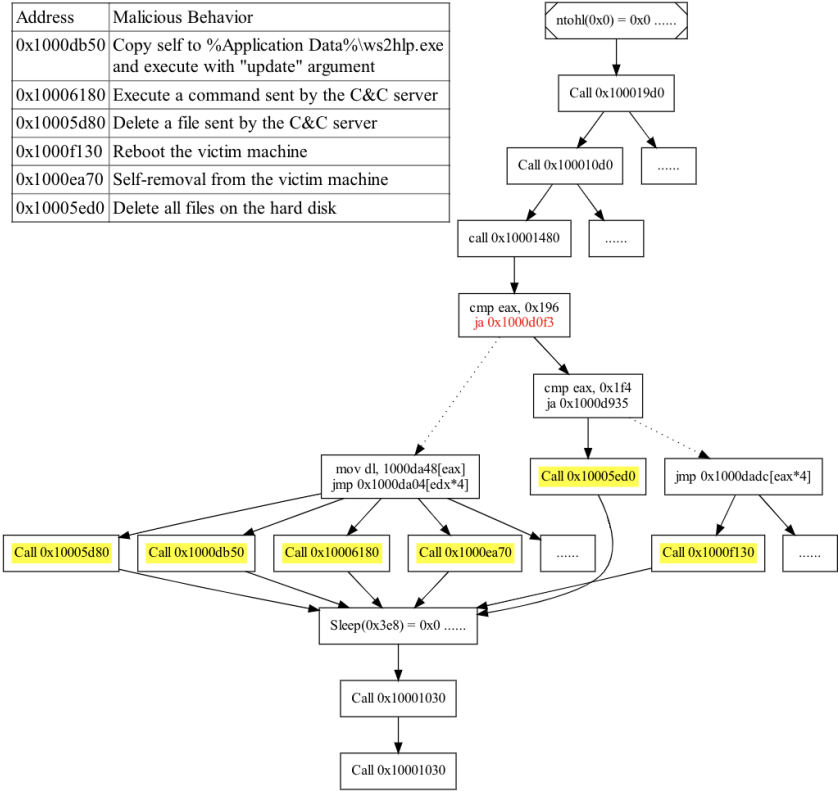 Address Malicious Behavior
0x1000db50 Copy self to %Application Data%\ws2hlp.exe
and execute with "update" argument
0x10006180 Execute a command sent by the C&C server
0x10005d80 Delete a file sent by the C&C server
0x1000f130 Reboot the victim machine
0x1000ea70 Self-removal from the victim machine
0x10005ed0 Delete all files on the hard disk
ntohl(0x0) = 0x0 ......
Call 0x100019d0
Call 0x100010d0
......
call 0x10001480
......
cmp eax, 0x196
ja 0x1000d0f3
cmp eax, 0x1f4
ja 0x1000d935
mov dl, 1000da48[eax]
jmp 0x1000da04[edx*4]
Call 0x10005ed0
jmp 0x1000dadc[eax*4]
Call 0x10005d80
Call 0x1000db50
Call 0x10006180
Call 0x1000ea70
......
Call 0x1000f130
......
Sleep(0x3e8) = 0x0 ......
Call 0x10001030
Call 0x10001030